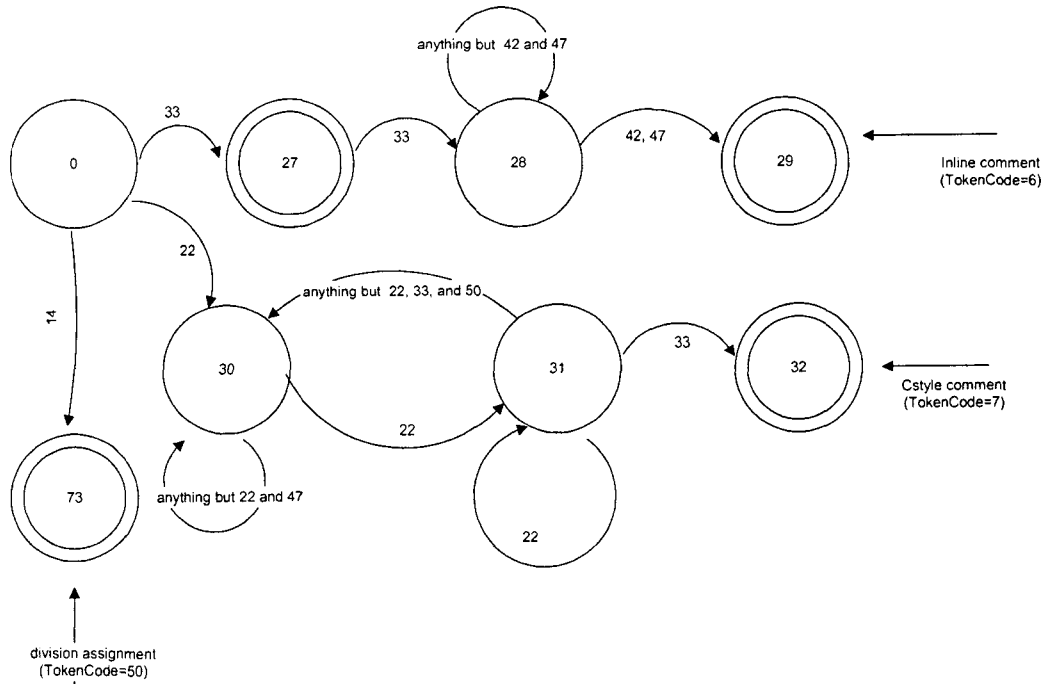 anything but 42 and 47
33
0
27
33
28
42, 47
29
Inline comment
(TokenCode=6)
22
anything but 22, 33, and 50
14
30
31
33
32
Cstyle comment
(TokenCode=7)
22
73
anything but 22 and 47
22
division assignment
(TokenCode=50)